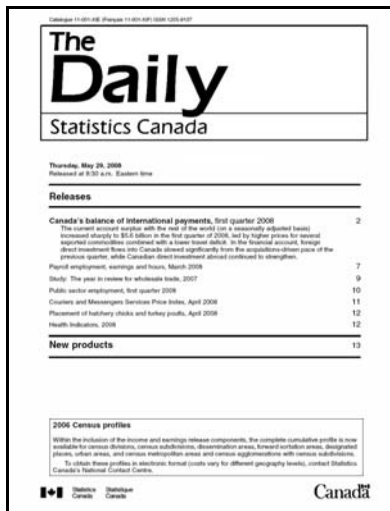 Catalogue 11-001-XIE (Français 11-001-XIF) ISSN 1205-9137
The
Daily
Statistics Canada
Thursday, May 29, 2008
Released at 8:30 a.m. Eastern time
Releases
Canada's balance of international payments, first quarter 2008 2
The current account surplus with the rest of the world (on a seasonally adjusted basis)
increased sharply to $5.6 billion in the first quarter of 2008, led by higher prices for several
exported commodities combined with a lower travel deficit. In the financial account, foreign
direct investment flows into Canada slowed significantly from the acquisitions-driven pace of the
previous quarter, while Canadian direct investment abroad continued to strengthen.
Payroll employment, earnings and hours, March 2008 7
Study: The year in review for wholesale trade, 2007 9
Public sector employment, first quarter 2008 10
Couriers and Messengers Services Price Index, April 2008 11
Placement of hatchery chicks and turkey poults, April 2008 12
Health Indicators, 2008 12
New products 13
2006 Census profiles
Within the inclusion of the income and earnings release components, the complete cumulative profile is now
available for census divisions, census subdivisions, dissemination areas, forward sortation areas, designated
places, urban areas, and census metropolitan areas and census agglomerations with census subdivisions.
To obtain these profiles in electronic format (costs vary for different geography levels), contact Statistics
Canada's National Contact Centre.
Statistics Canada Statistique Canada
Canada